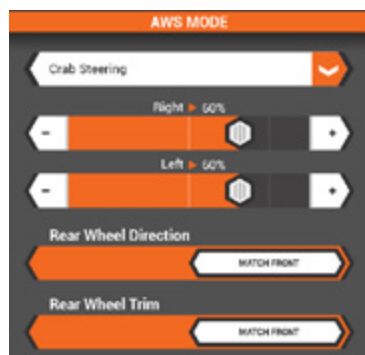 AWS MODE
Crab Steering
Right ▸ 60%
- +
Left ▸ 60%
- +
Rear Wheel Direction
MATCH FRONT
Rear Wheel Trim
MATCH FRONT